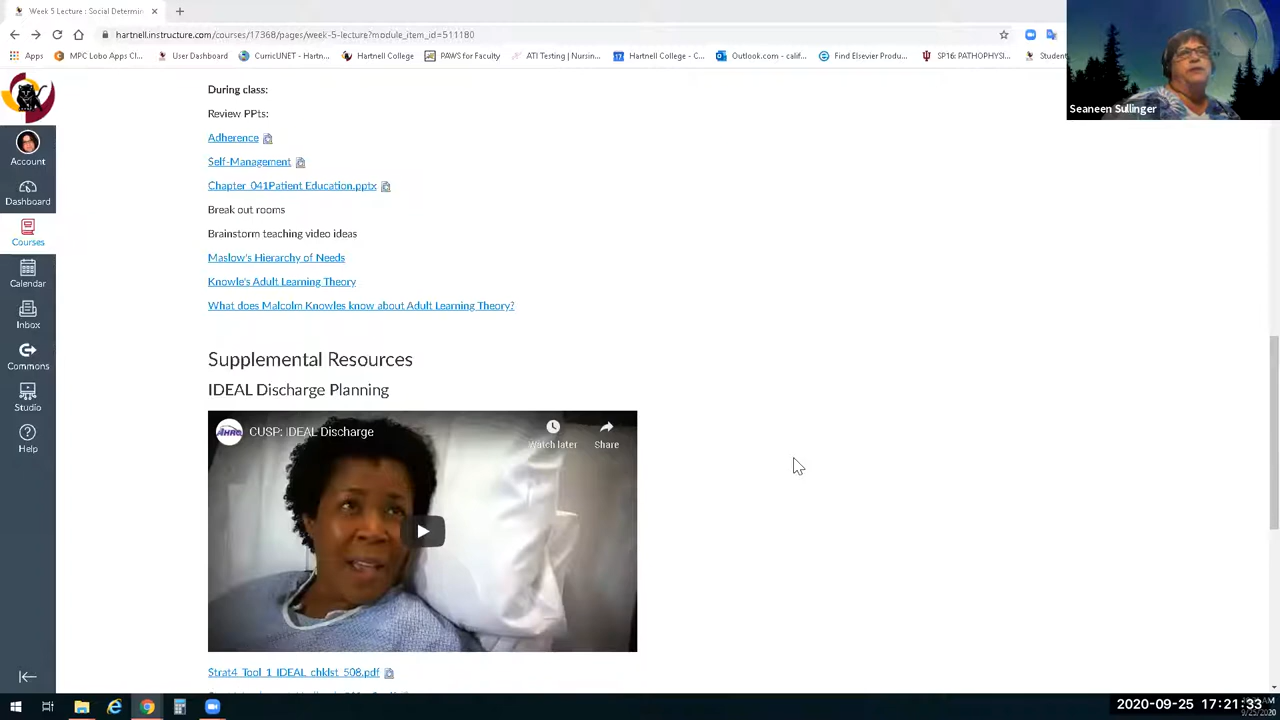 Week 5 Lecture : Social Determin
hartnell.instructure.com/courses/17368/pages/week-5-lecture?module_item_id=511180
Apps
MPC Lobo Apps Cl...
User Dashboard
CurricUNET - Hartn...
Hartnell College
PAWS for Faculty
ATI Testing | Nursin...
Hartnell College - C...
Outlook.com - calif...
Find Elsevier Produ...
SP16: PATHOPHYSI...
Student
Seaneen Sullinger
Account
Dashboard
Courses
Calendar
Inbox
Commons
Studio
Help
During class:
Review PPts:
Adherence
Self-Management
Chapter_041Patient Education.pptx
Break out rooms
Brainstorm teaching video ideas
Maslow's Hierarchy of Needs
Knowle's Adult Learning Theory
What does Malcolm Knowles know about Adult Learning Theory?
Supplemental Resources
IDEAL Discharge Planning
AHRQ
CUSP: IDEAL Discharge
Watch later
Share
Strat4_Tool_1_IDEAL_chklst_508.pdf
2020-09-25 17:21:33
9/25/2020